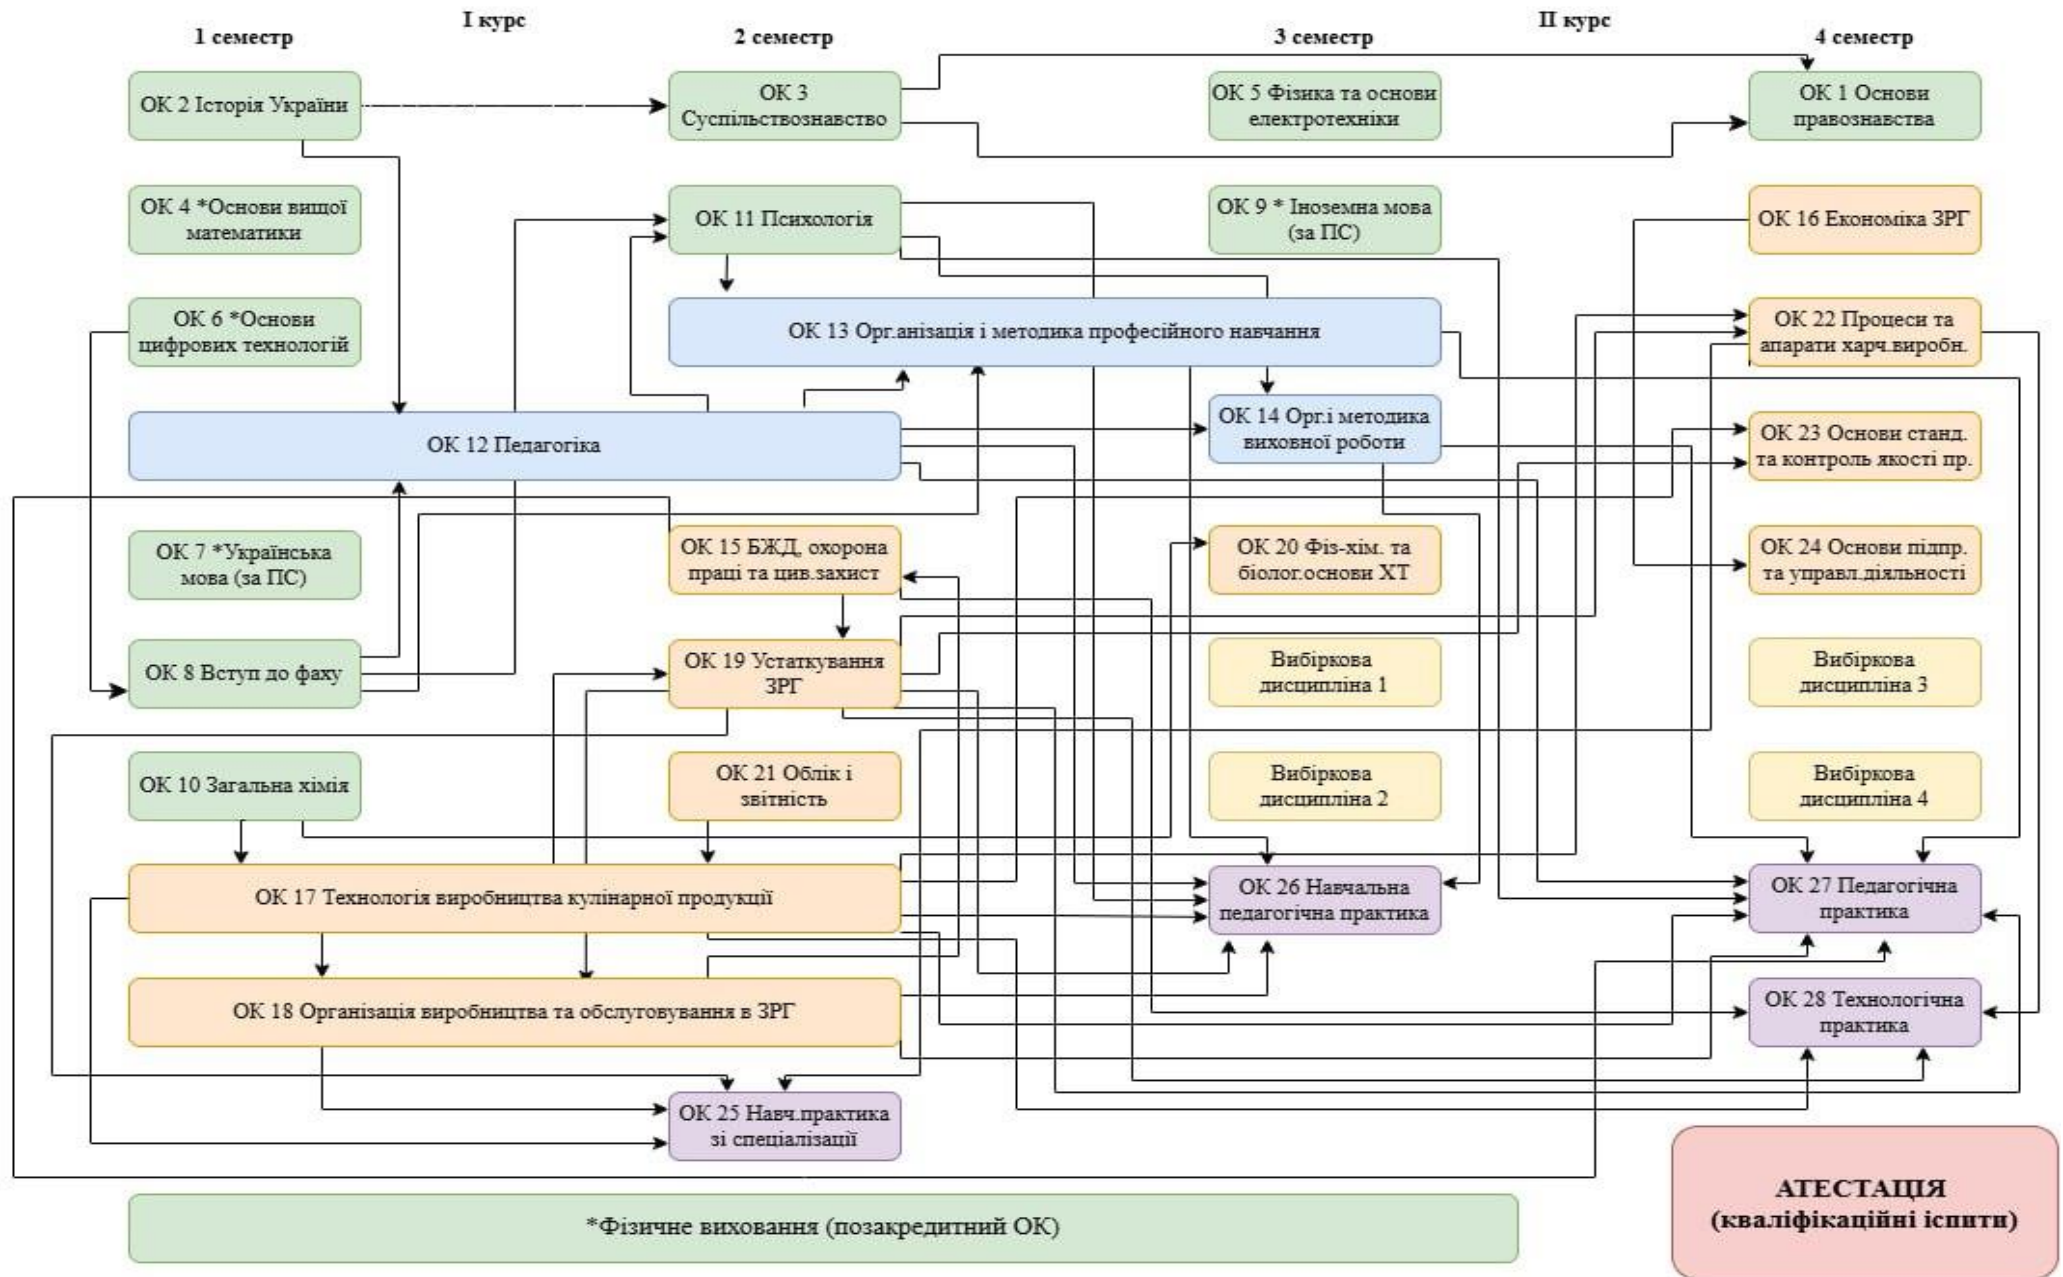 І курс
ІІ курс
1 семестр
2 семестр
3 семестр
4 семестр
ОК 2 Історія України
ОК 3
Суспільствознавство
ОК 5 Фізика та основи
електротехніки
ОК 1 Основи
правознавства
ОК 4 *Основи вищої
математики
ОК 11 Психологія
ОК 9 * Іноземна мова
(за ПС)
ОК 16 Економіка ЗРГ
ОК 6 *Основи
цифрових технологій
ОК 13 Орг.анізація і методика професійного навчання
ОК 22 Процеси та
апарати харч.виробн.
ОК 12 Педагогіка
ОК 14 Орг.і методика
виховної роботи
ОК 23 Основи станд.
та контроль якості пр.
ОК 7 *Українська
мова (за ПС)
ОК 15 БЖД, охорона
праці та цив.захист
ОК 20 Фіз-хім. та
біолог.основи ХТ
ОК 24 Основи підпр.
та управл.діяльності
ОК 8 Вступ до фаху
ОК 19 Устаткування
ЗРГ
Вибіркова
дисципліна 1
Вибіркова
дисципліна 3
ОК 10 Загальна хімія
ОК 21 Облік і
звітність
Вибіркова
дисципліна 2
Вибіркова
дисципліна 4
ОК 17 Технологія виробництва кулінарної продукції
ОК 26 Навчальна
педагогічна практика
ОК 27 Педагогічна
практика
ОК 18 Організація виробництва та обслуговування в ЗРГ
ОК 28 Технологічна
практика
ОК 25 Навч.практика
зі спеціалізації
АТЕСТАЦІЯ
(кваліфікаційні іспити)
*Фізичне виховання (позакредитний ОК)